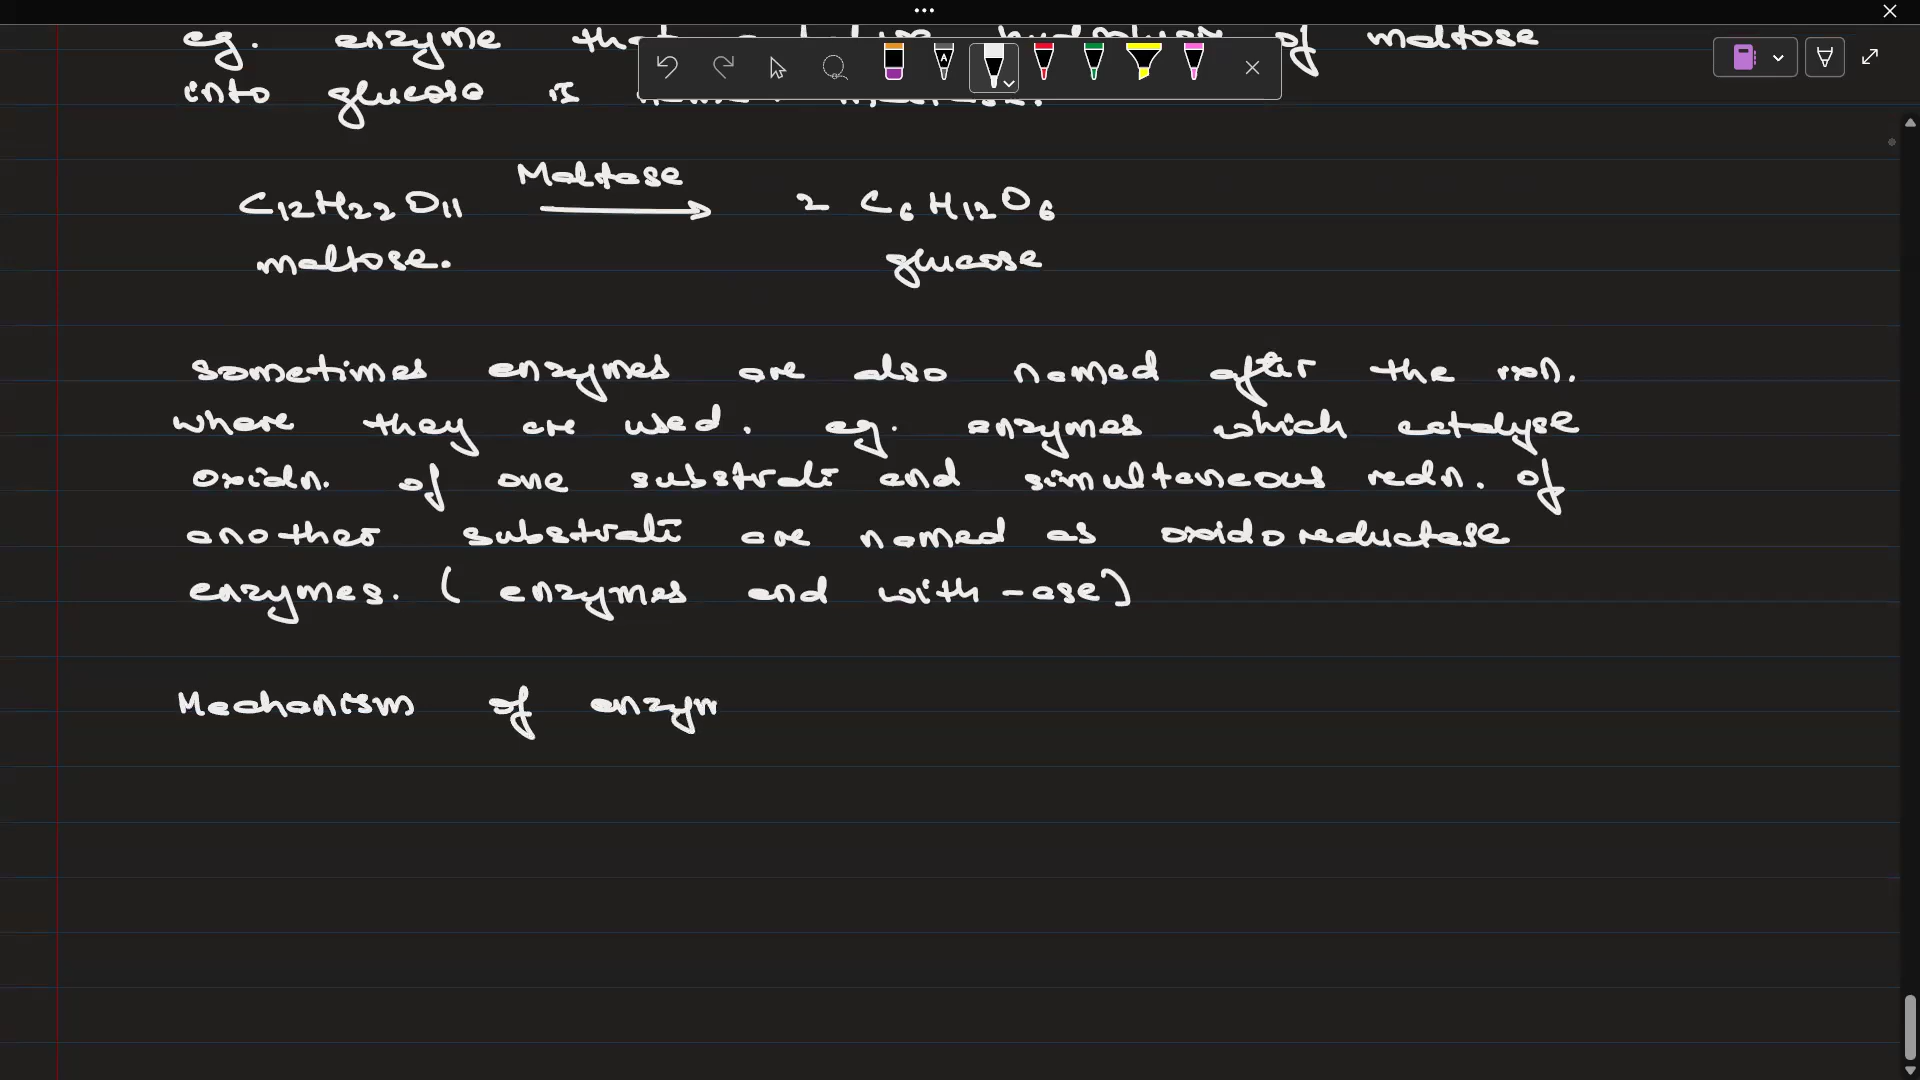 eg. enzyme of maltose
into glucose is
Maltase
C12H22O11 → 2 C6H12O6
maltose. glucose
sometimes enzymes are also named after the rxn.
where they are used. eg. enzymes which catalyse
oxidn. of one substrate and simultaneous redn. of
another substrate are named as oxidoreductase
enzymes. (enzymes end with -ase)
Mechanism of enzym